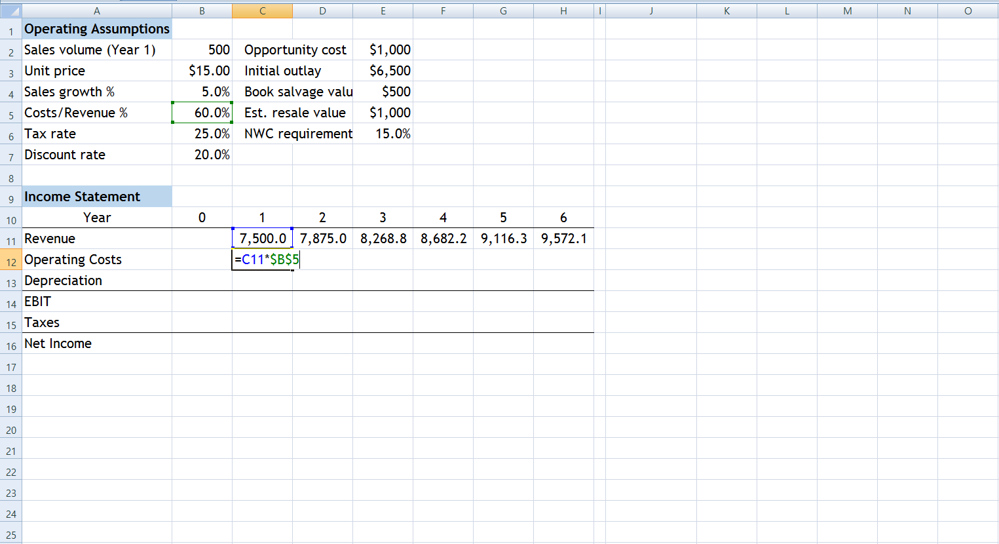 A B C D E F G H I J K L M N O
1 Operating Assumptions
2 Sales volume (Year 1) 500 Opportunity cost $1,000
3 Unit price $15.00 Initial outlay $6,500
4 Sales growth % 5.0% Book salvage valu $500
5 Costs/Revenue % 60.0% Est. resale value $1,000
6 Tax rate 25.0% NWC requirement 15.0%
7 Discount rate 20.0%
8
9 Income Statement
10 Year 0 1 2 3 4 5 6
11 Revenue 7,500.0 7,875.0 8,268.8 8,682.2 9,116.3 9,572.1
12 Operating Costs =C11*$B$5
13 Depreciation
14 EBIT
15 Taxes
16 Net Income
17
18
19
20
21
22
23
24
25